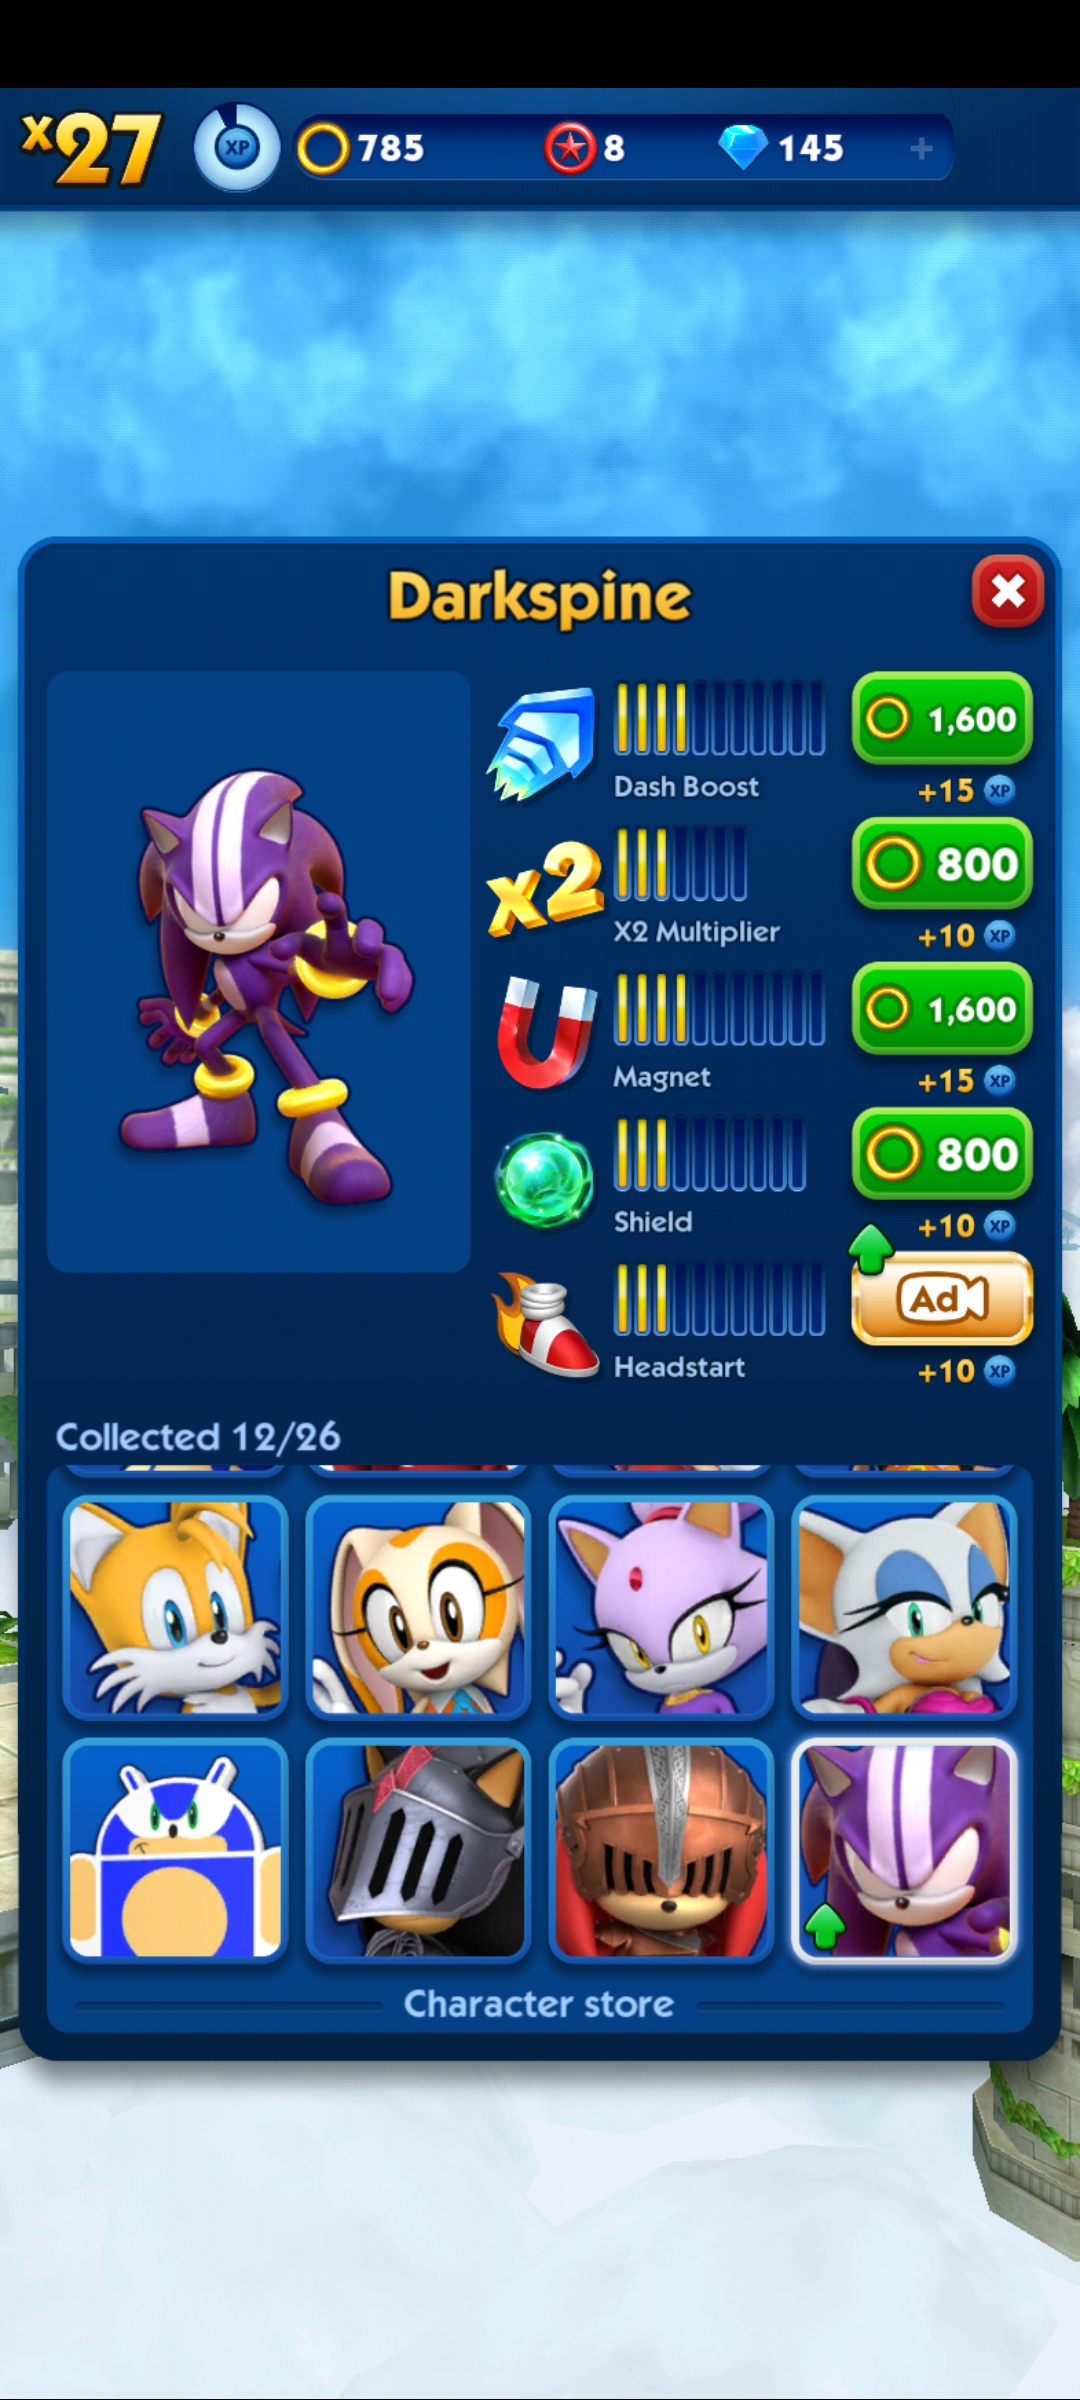 x27 XP 785 8 145 +
Darkspine
1,600
Dash Boost
+15 XP
x2
800
X2 Multiplier
+10 XP
1,600
Magnet
+15 XP
800
Shield
+10 XP
Ad
Headstart
+10 XP
Collected 12/26
Character store